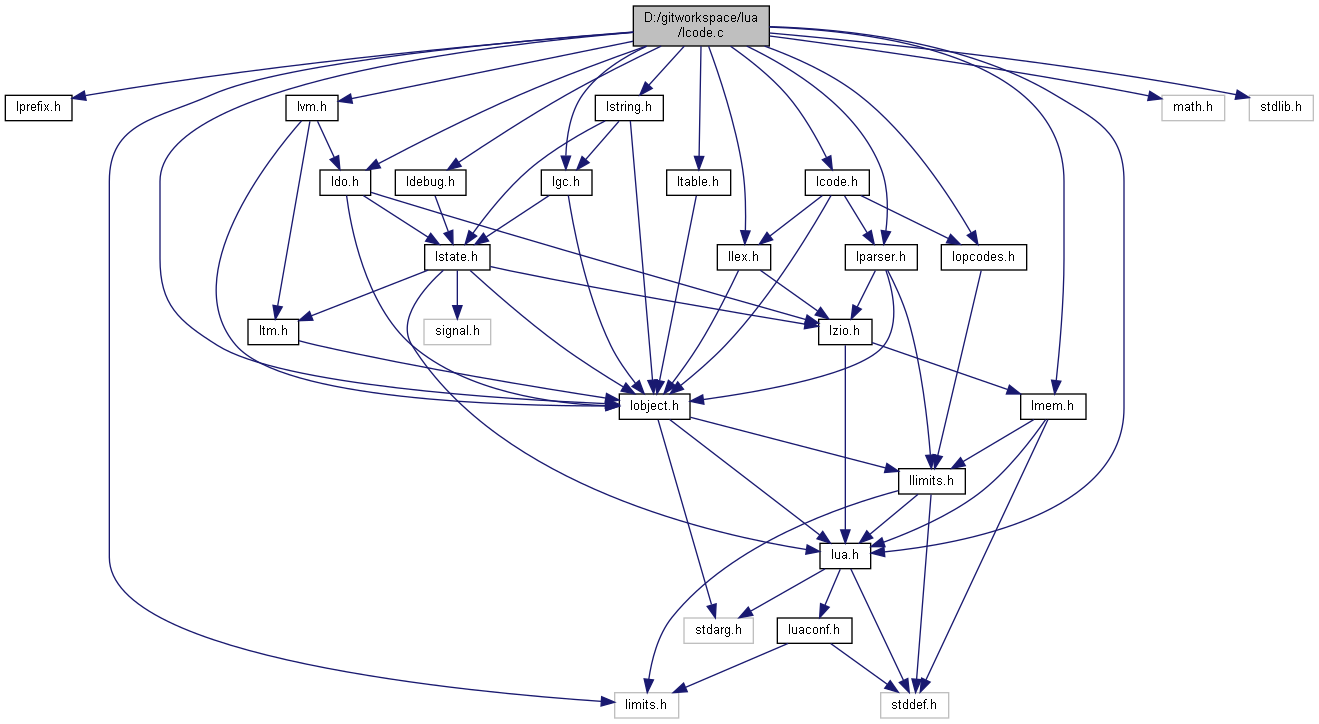 D:/gitworkspace/lua
/lcode.c
lprefix.h
lvm.h
lstring.h
math.h
stdlib.h
ldo.h
ldebug.h
lgc.h
ltable.h
lcode.h
lstate.h
llex.h
lparser.h
lopcodes.h
ltm.h
signal.h
lzio.h
lobject.h
lmem.h
llimits.h
lua.h
stdarg.h
luaconf.h
limits.h
stddef.h